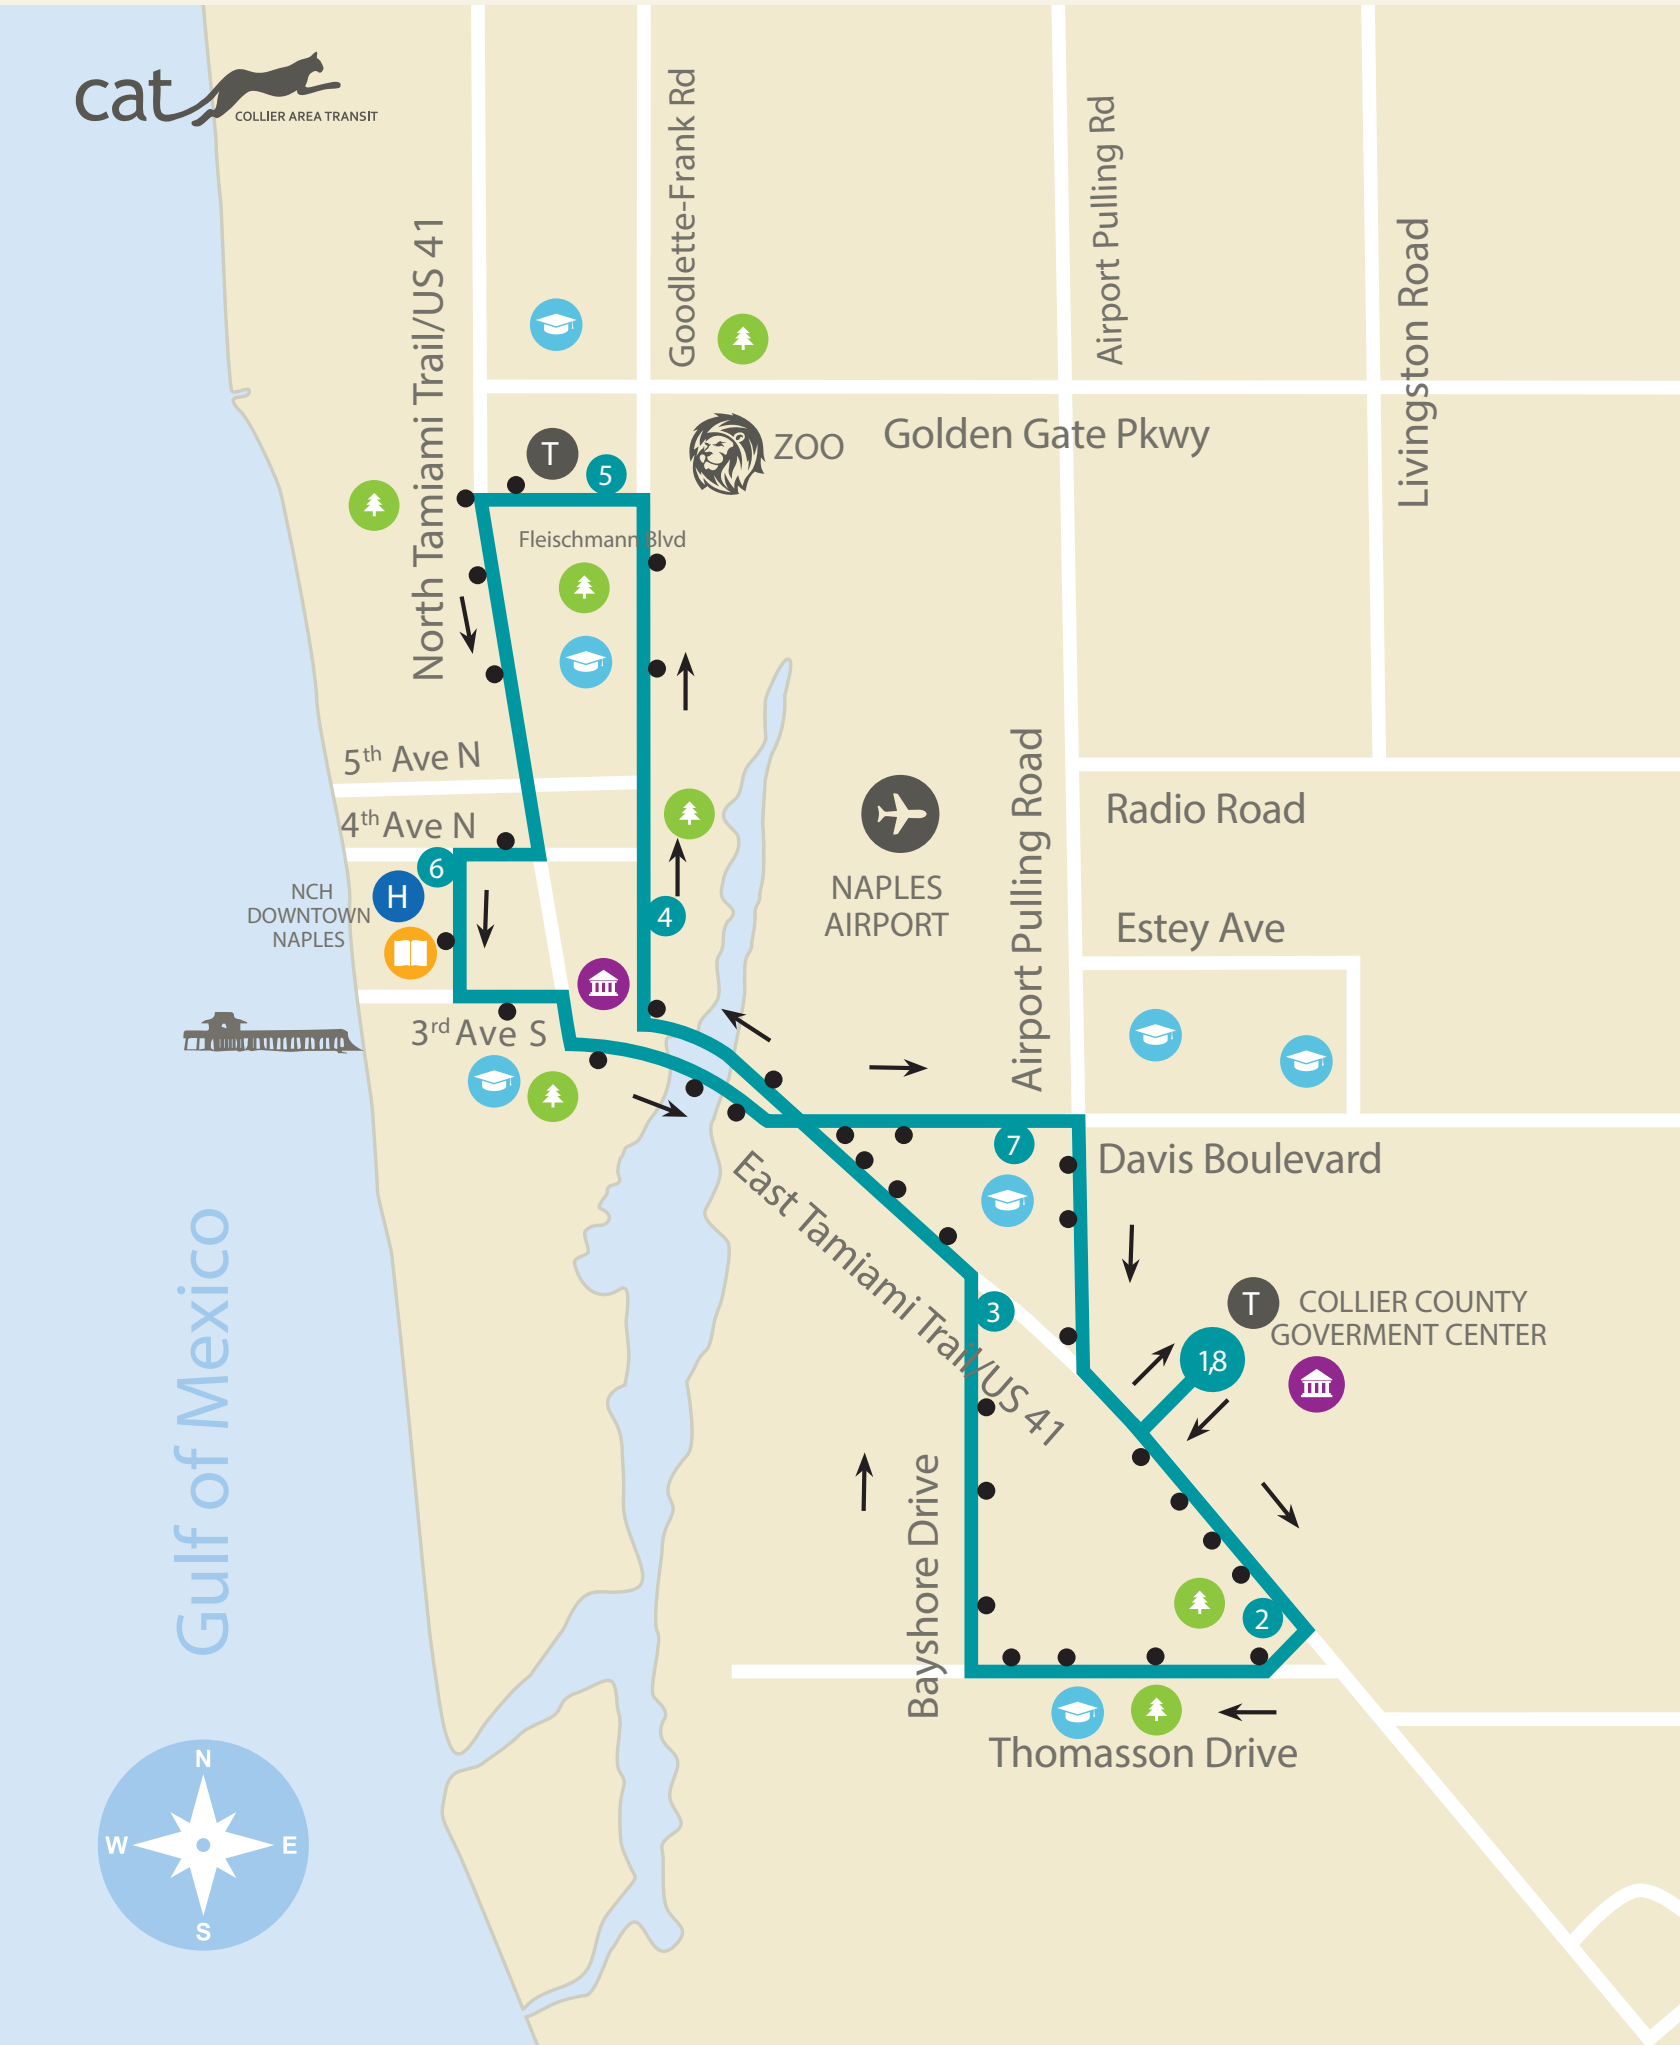 cat
COLLIER AREA TRANSIT
North Tamiami Trail/US 41
Goodlette-Frank Rd
Airport Pulling Rd
Livingston Road
Golden Gate Pkwy
ZOO
T
5
Fleischmann Blvd
5th Ave N
4th Ave N
6
H
NCH
DOWNTOWN
NAPLES
4
NAPLES
AIRPORT
Airport Pulling Road
Radio Road
Estey Ave
3rd Ave S
7
Davis Boulevard
East Tamiami Trail/US 41
3
T
COLLIER COUNTY
GOVERMENT CENTER
1,8
Gulf of Mexico
Bayshore Drive
2
Thomasson Drive
N
W
E
S